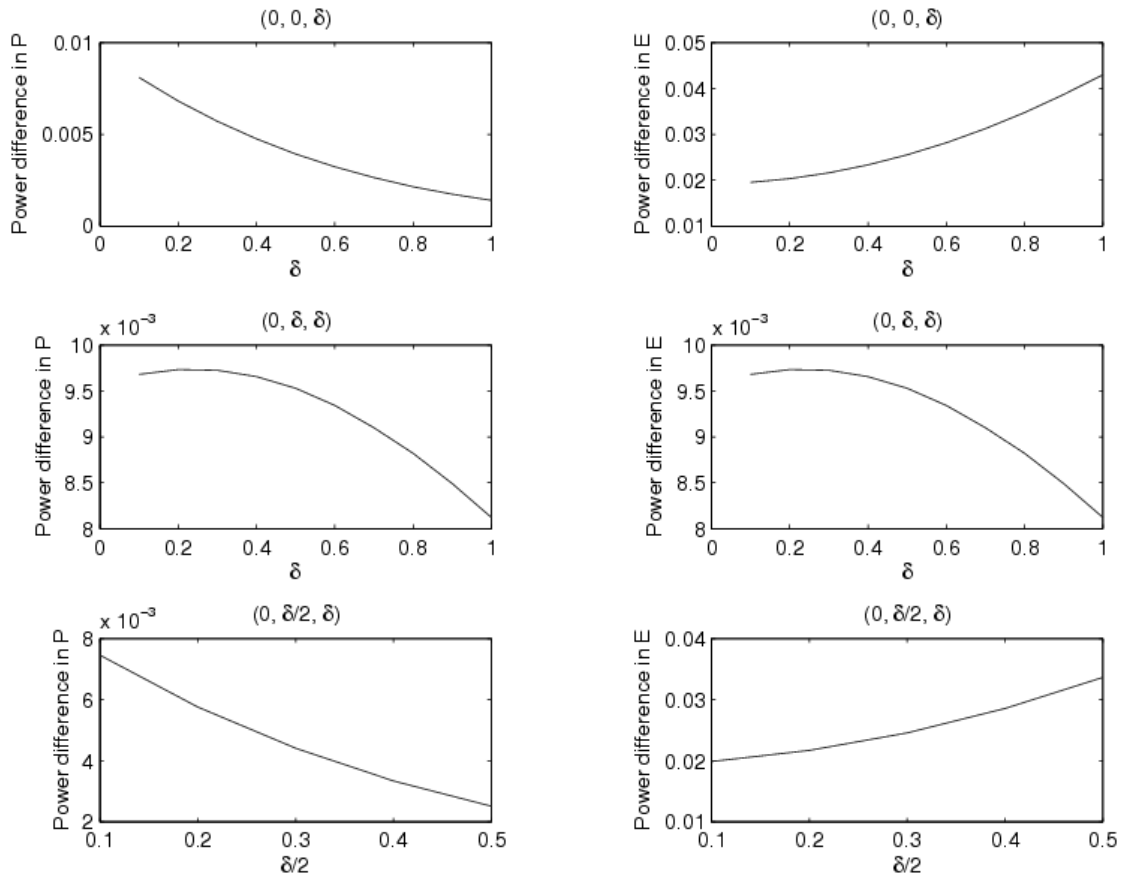 (0, 0, δ)
Power difference in P
0.01
0.005
0
0 0.2 0.4 0.6 0.8 1
δ
(0, 0, δ)
Power difference in E
0.05
0.04
0.03
0.02
0.01
0 0.2 0.4 0.6 0.8 1
δ
(0, δ, δ)
x 10⁻³
Power difference in P
10
9.5
9
8.5
8
0 0.2 0.4 0.6 0.8 1
δ
(0, δ, δ)
x 10⁻³
Power difference in E
10
9.5
9
8.5
8
0 0.2 0.4 0.6 0.8 1
δ
(0, δ/2, δ)
x 10⁻³
Power difference in P
8
6
4
2
0.1 0.2 0.3 0.4 0.5
δ/2
(0, δ/2, δ)
Power difference in E
0.04
0.03
0.02
0.01
0.1 0.2 0.3 0.4 0.5
δ/2